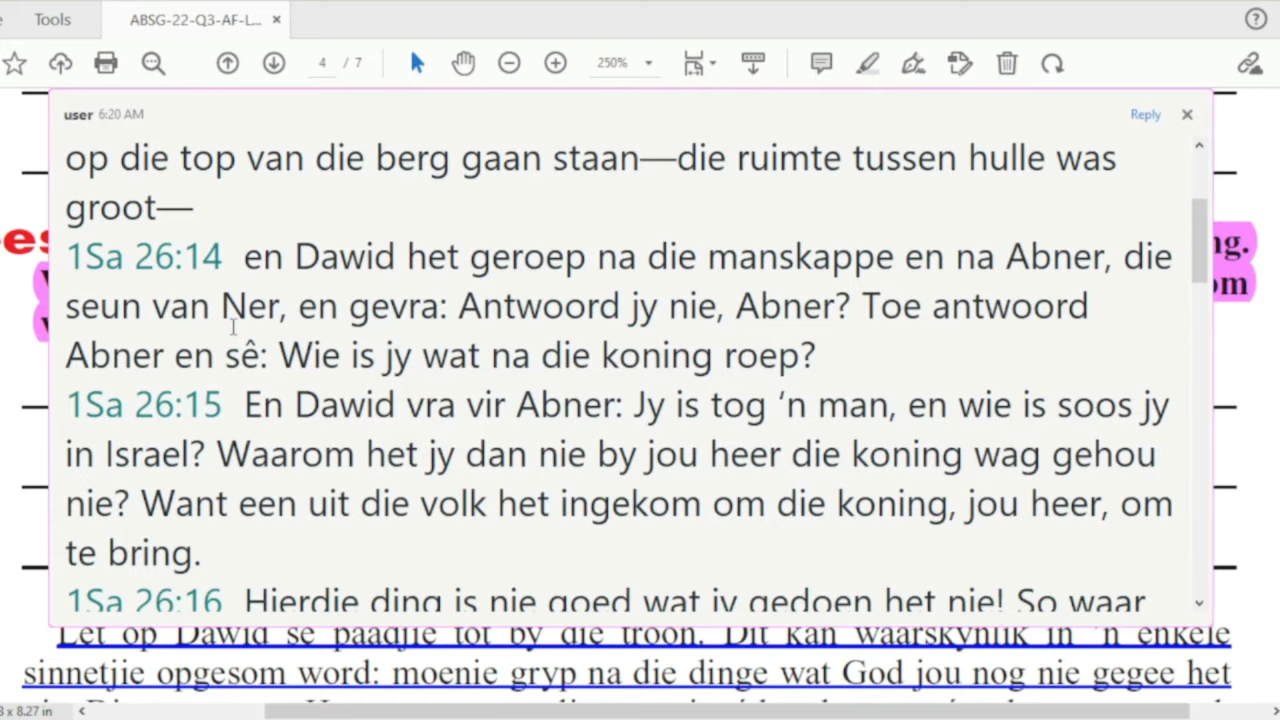 Tools
ABSG-22-Q3-AF-L... ×
4 / 7
250%
user 6:20 AM
Reply ×
op die top van die berg gaan staan—die ruimte tussen hulle was
groot—
1Sa 26:14 en Dawid het geroep na die manskappe en na Abner, die
seun van Ner, en gevra: Antwoord jy nie, Abner? Toe antwoord
Abner en sê: Wie is jy wat na die koning roep?
1Sa 26:15 En Dawid vra vir Abner: Jy is tog ‘n man, en wie is soos jy
in Israel? Waarom het jy dan nie by jou heer die koning wag gehou
nie? Want een uit die volk het ingekom om die koning, jou heer, om
te bring.
1Sa 26:16 Hierdie ding is nie goed wat jy gedoen het nie! So waar
Let op Dawid se paadjie tot by die troon. Dit kan waarskynlik in ’n enkele
sinnetjie opgesom word: moenie gryp na die dinge wat God jou nog nie gegee het
x 8.27 in